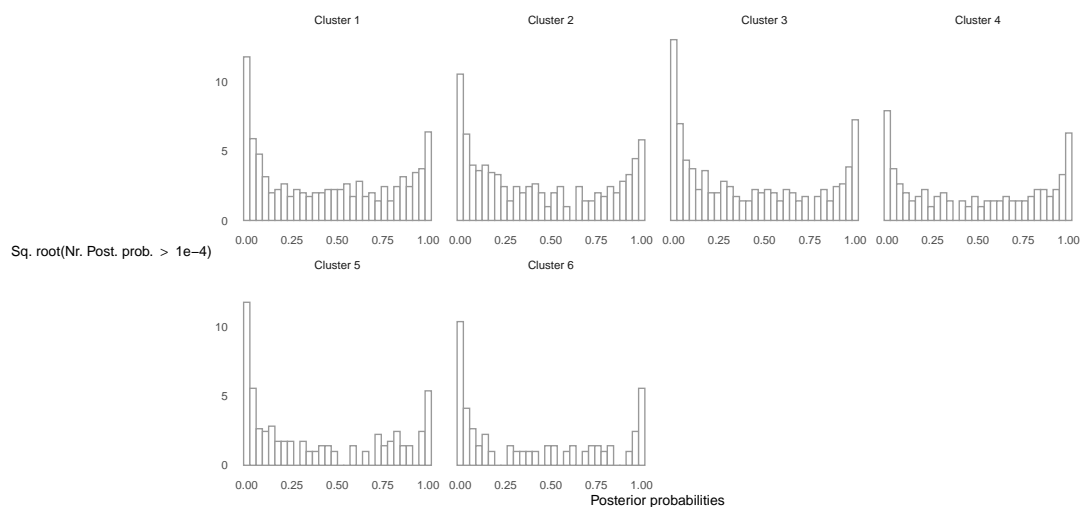 Cluster 1 Cluster 2 Cluster 3 Cluster 4
10
5
0
0.00 0.25 0.50 0.75 1.00 0.00 0.25 0.50 0.75 1.00 0.00 0.25 0.50 0.75 1.00 0.00 0.25 0.50 0.75 1.00
Sq. root(Nr. Post. prob. > 1e−4)
Cluster 5 Cluster 6
10
5
0
0.00 0.25 0.50 0.75 1.00 0.00 0.25 0.50 0.75 1.00
Posterior probabilities